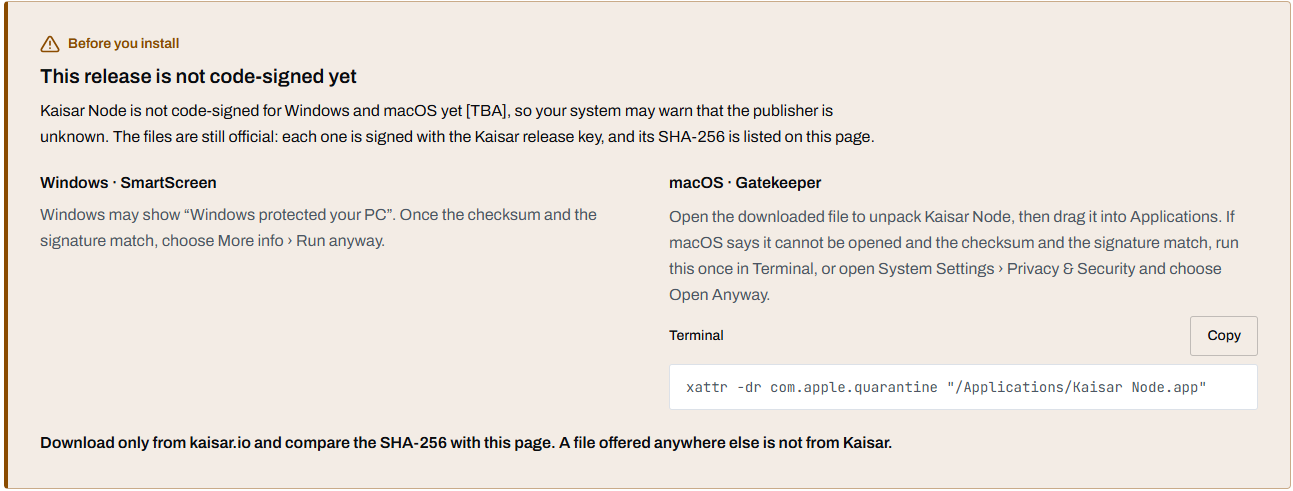 Before you install
This release is not code-signed yet
Kaisar Node is not code-signed for Windows and macOS yet [TBA], so your system may warn that the publisher is
unknown. The files are still official: each one is signed with the Kaisar release key, and its SHA-256 is listed on this page.
Windows · SmartScreen
Windows may show “Windows protected your PC”. Once the checksum and the
signature match, choose More info › Run anyway.
macOS · Gatekeeper
Open the downloaded file to unpack Kaisar Node, then drag it into Applications. If
macOS says it cannot be opened and the checksum and the signature match, run
this once in Terminal, or open System Settings › Privacy & Security and choose
Open Anyway.
Terminal
Copy
xattr -dr com.apple.quarantine "/Applications/Kaisar Node.app"
Download only from kaisar.io and compare the SHA-256 with this page. A file offered anywhere else is not from Kaisar.